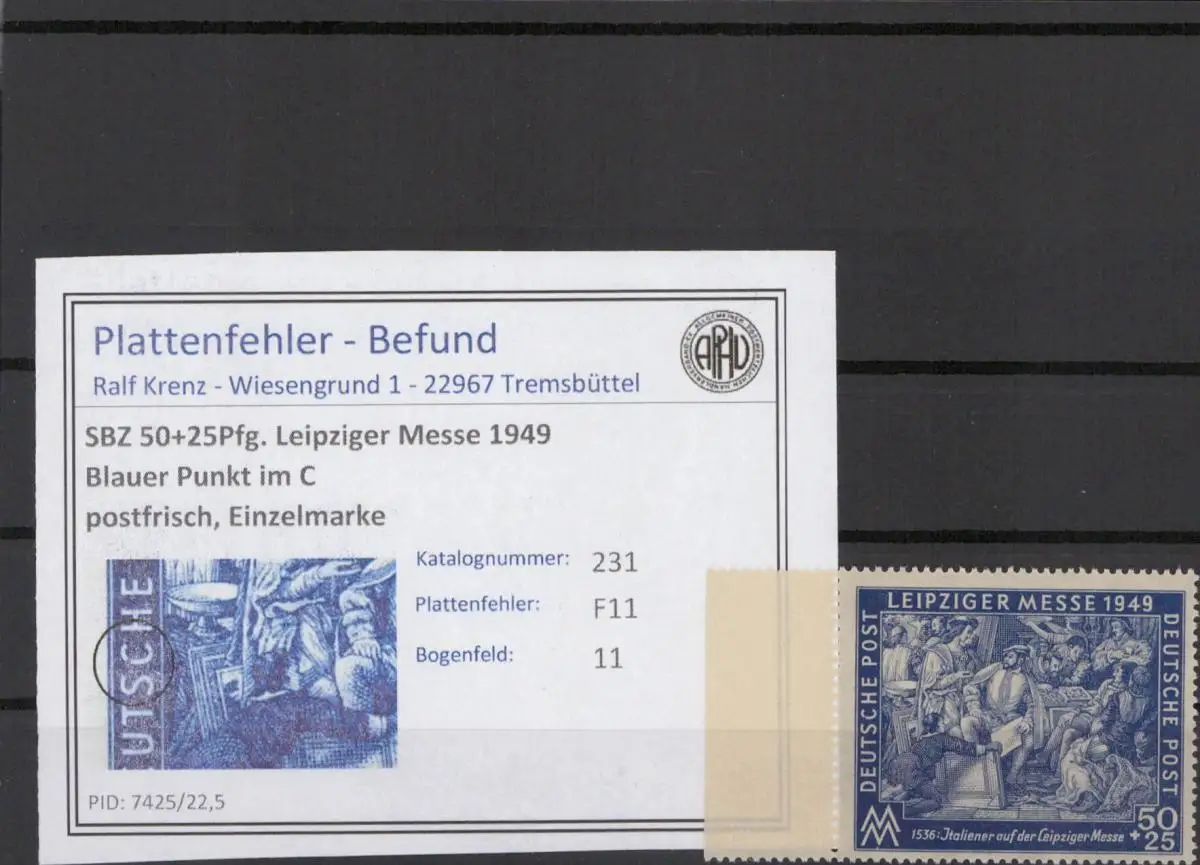 Plattenfehler - Befund
Ralf Krenz - Wiesengrund 1 - 22967 Tremsbüttel
APHV
SBZ 50+25Pfg. Leipziger Messe 1949
Blauer Punkt im C
postfrisch, Einzelmarke
UTSCHE
Katalognummer: 231
Plattenfehler: F11
Bogenfeld: 11
PID: 7425/22,5
LEIPZIGER MESSE 1949
DEUTSCHE POST
DEUTSCHE POST
MM
1536: Italiener auf der Leipziger Messe
50
+25